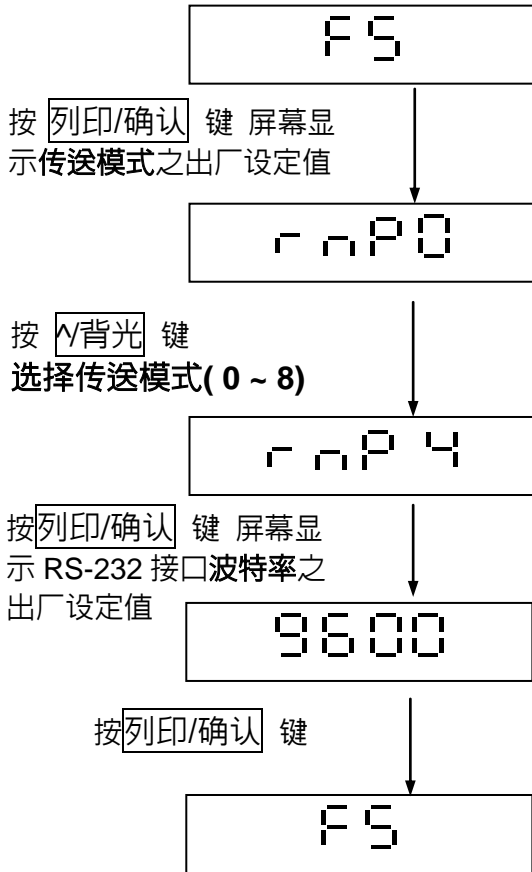 FS
按 列印/确认 键 屏幕显
示传送模式之出厂设定值
rnP0
按 ^/背光 键
选择传送模式( 0 ~ 8)
rnP 4
按列印/确认 键 屏幕显
示 RS-232 接口波特率之
出厂设定值
9600
按列印/确认 键
FS